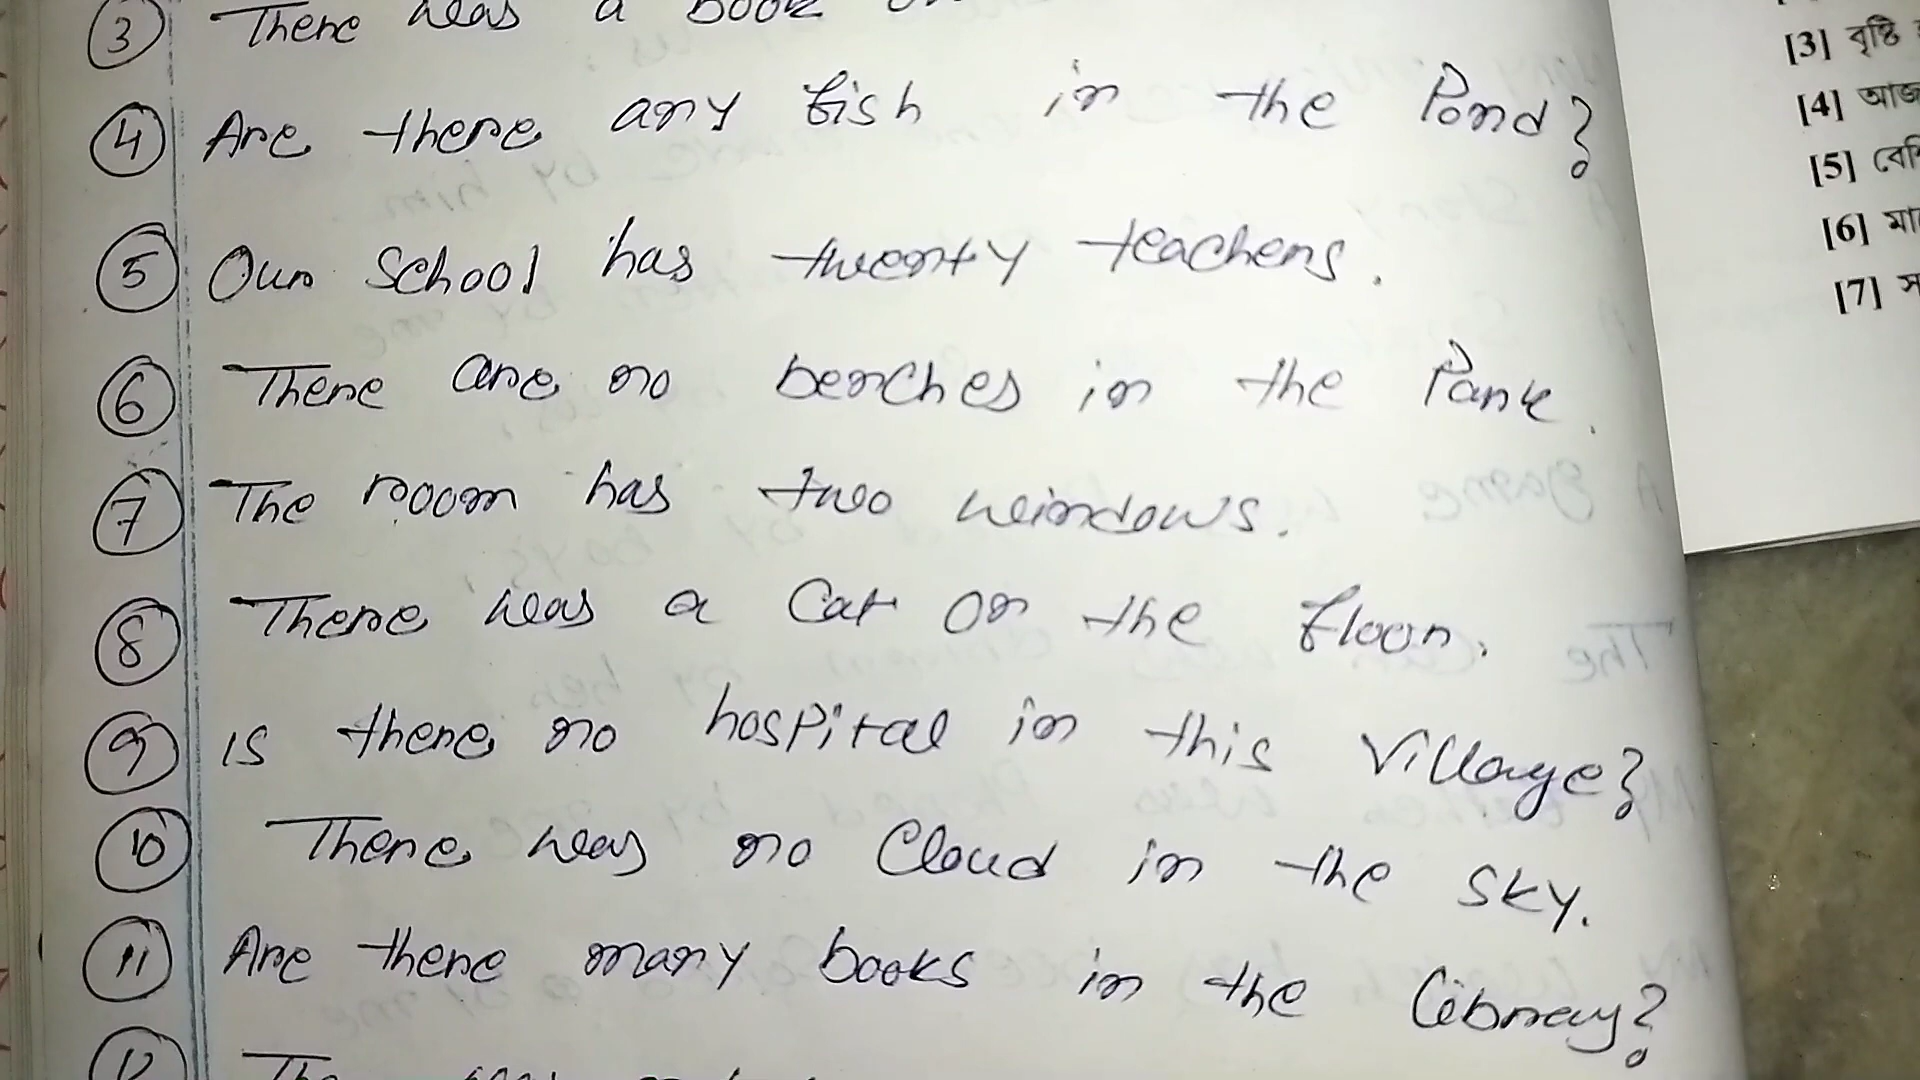 3 There was a book
4 Are there any fish in the Pond?
5 Our School has twenty teachers.
6 There are no benches in the Park.
7 The room has two windows.
8 There was a Cat on the floor.
9 is there no hospital in this Village?
10 There was no Cloud in the sky.
11 Are there many books in the library?
12
[3] বৃষ্টি
[4]
[5]
[6]
[7]